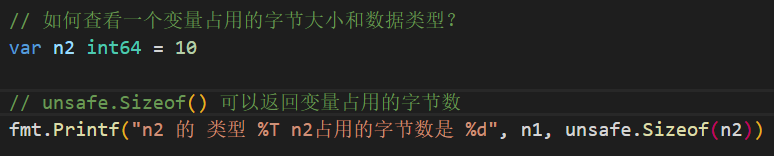 // 如何查看一个变量占用的字节大小和数据类型？
var n2 int64 = 10
// unsafe.Sizeof() 可以返回变量占用的字节数
fmt.Printf("n2 的 类型 %T n2占用的字节数是 %d", n1, unsafe.Sizeof(n2))